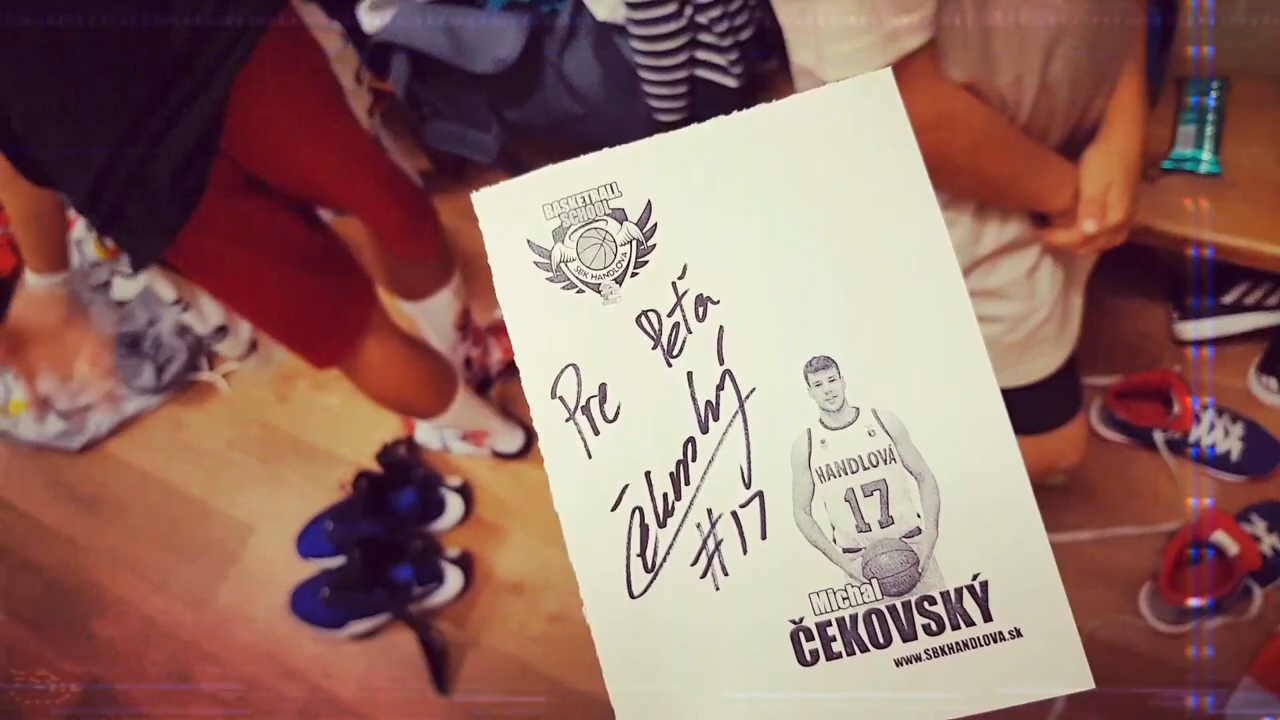 BASKETBALL
SCHOOL
SBK HANDLOVÁ
Pre Peťa
#17
HANDLOVÁ
17
Michal
ČEKOVSKÝ
www.SBKHANDLOVA.sk